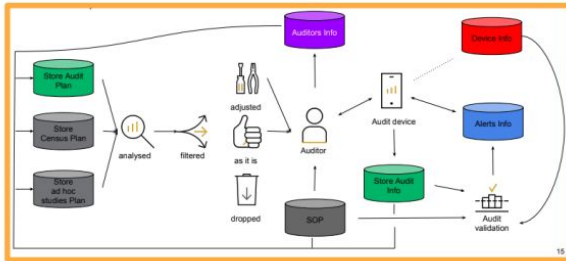 Auditors Info
Device Info
Store Audit
Plan
adjusted
Audit device
Store
Census Plan
analysed
filtered
as it is
Auditor
Alerts Info
Store
ad hoc
studies Plan
dropped
Store Audit
Info
SOP
Audit
validation
15